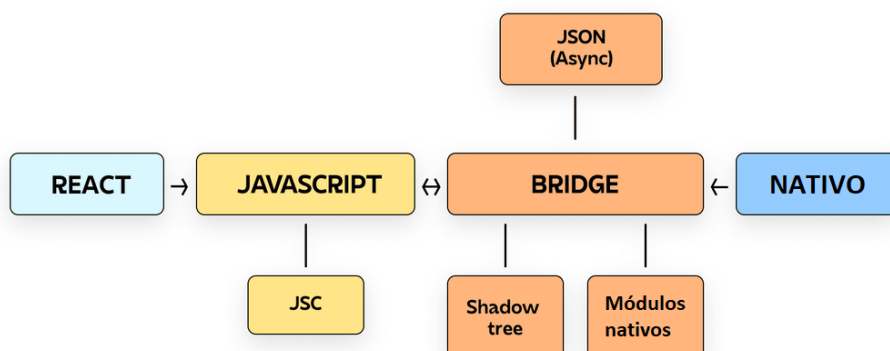 JSON
(Async)
REACT
JAVASCRIPT
BRIDGE
NATIVO
JSC
Shadow
tree
Módulos
nativos